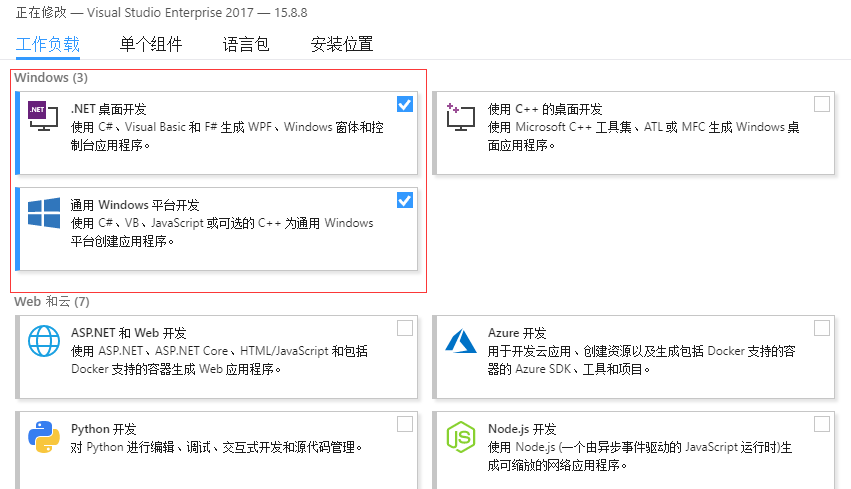 正在修改 — Visual Studio Enterprise 2017 — 15.8.8
工作负载 单个组件 语言包 安装位置
Windows (3)
.NET
.NET 桌面开发
使用 C#、Visual Basic 和 F# 生成 WPF、Windows 窗体和控
制台应用程序。
使用 C++ 的桌面开发
使用 Microsoft C++ 工具集、ATL 或 MFC 生成 Windows 桌
面应用程序。
通用 Windows 平台开发
使用 C#、VB、JavaScript 或可选的 C++ 为通用 Windows
平台创建应用程序。
Web 和云 (7)
ASP.NET 和 Web 开发
使用 ASP.NET、ASP.NET Core、HTML/JavaScript 和包括
Docker 支持的容器生成 Web 应用程序。
Azure 开发
用于开发云应用、创建资源以及生成包括 Docker 支持的容
器的 Azure SDK、工具和项目。
Python 开发
对 Python 进行编辑、调试、交互式开发和源代码管理。
Node.js 开发
使用 Node.js (一个由异步事件驱动的 JavaScript 运行时)生
成可缩放的网络应用程序。